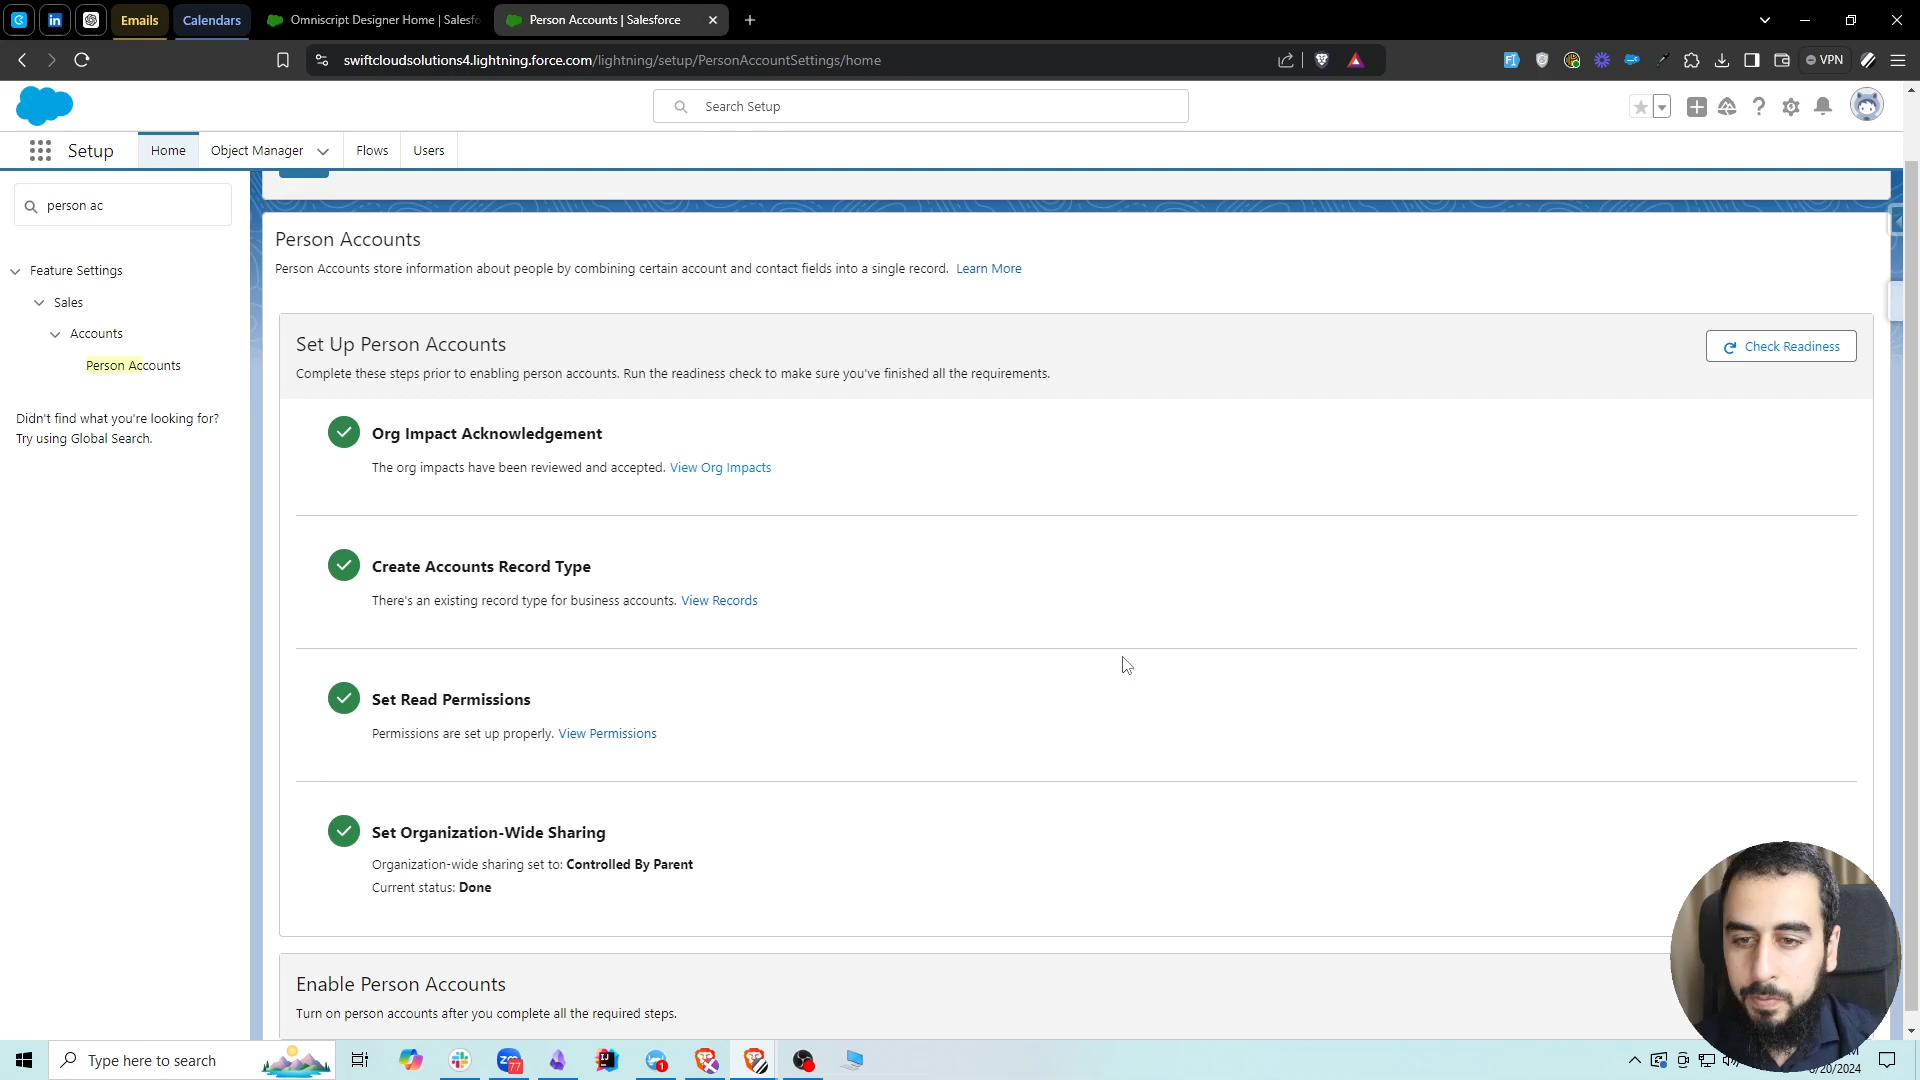 Emails
Calendars
Omniscript Designer Home | Salesfo
Person Accounts | Salesforce
swiftcloudsolutions4.lightning.force.com/lightning/setup/PersonAccountSettings/home
VPN
Search Setup
Setup
Home
Object Manager
Flows
Users
person ac
Feature Settings
Sales
Accounts
Person Accounts
Didn't find what you're looking for?
Try using Global Search.
Person Accounts
Person Accounts store information about people by combining certain account and contact fields into a single record. Learn More
Set Up Person Accounts
Check Readiness
Complete these steps prior to enabling person accounts. Run the readiness check to make sure you've finished all the requirements.
Org Impact Acknowledgement
The org impacts have been reviewed and accepted. View Org Impacts
Create Accounts Record Type
There's an existing record type for business accounts. View Records
Set Read Permissions
Permissions are set up properly. View Permissions
Set Organization-Wide Sharing
Organization-wide sharing set to: Controlled By Parent
Current status: Done
Enable Person Accounts
Turn on person accounts after you complete all the required steps.
Type here to search
77
1
/20/2024